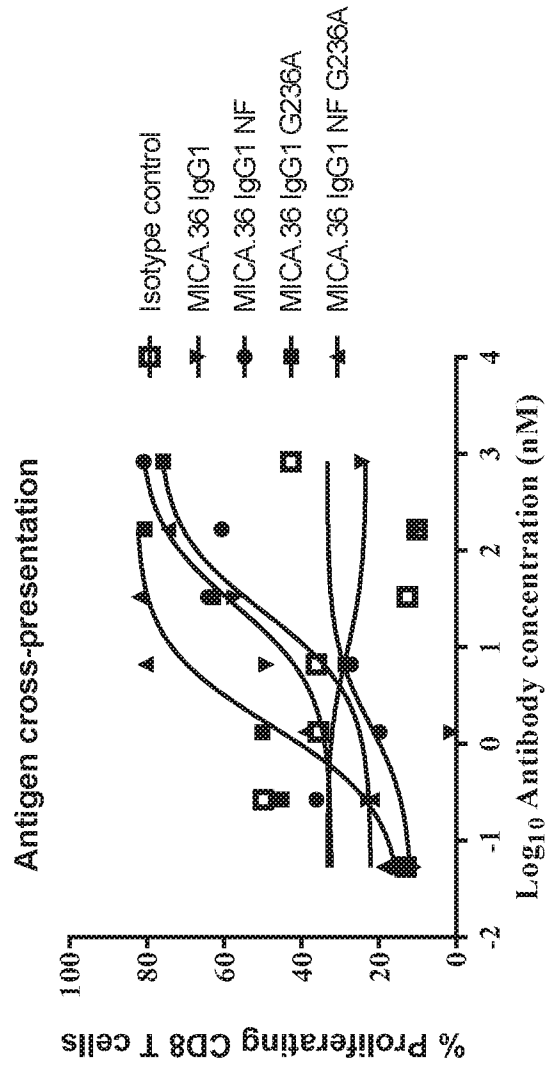 Antigen cross-presentation
% Proliferating CD8 T cells
100
80
60
40
20
0
-2
-1
0
1
2
3
4
Log10 Antibody concentration (nM)
Isotype control
MICA.36 IgG1
MICA.36 IgG1 NF
MICA.36 IgG1 G236A
MICA.36 IgG1 NF G236A